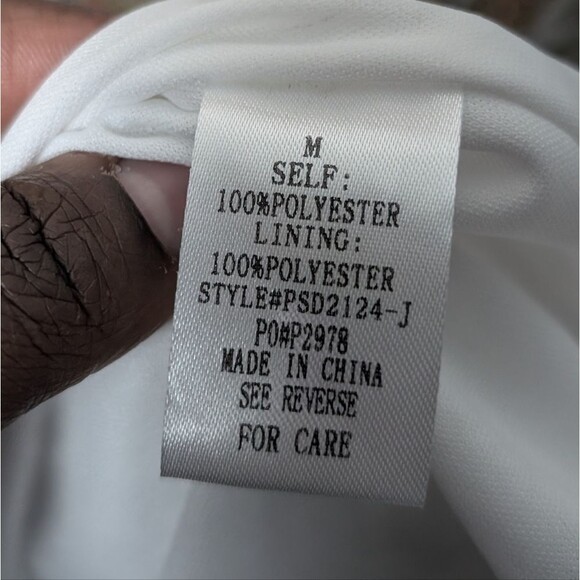 M
SELF:
100%POLYESTER
LINING:
100%POLYESTER
STYLE#PSD2124-J
PO#P2978
MADE IN CHINA
SEE REVERSE
FOR CARE